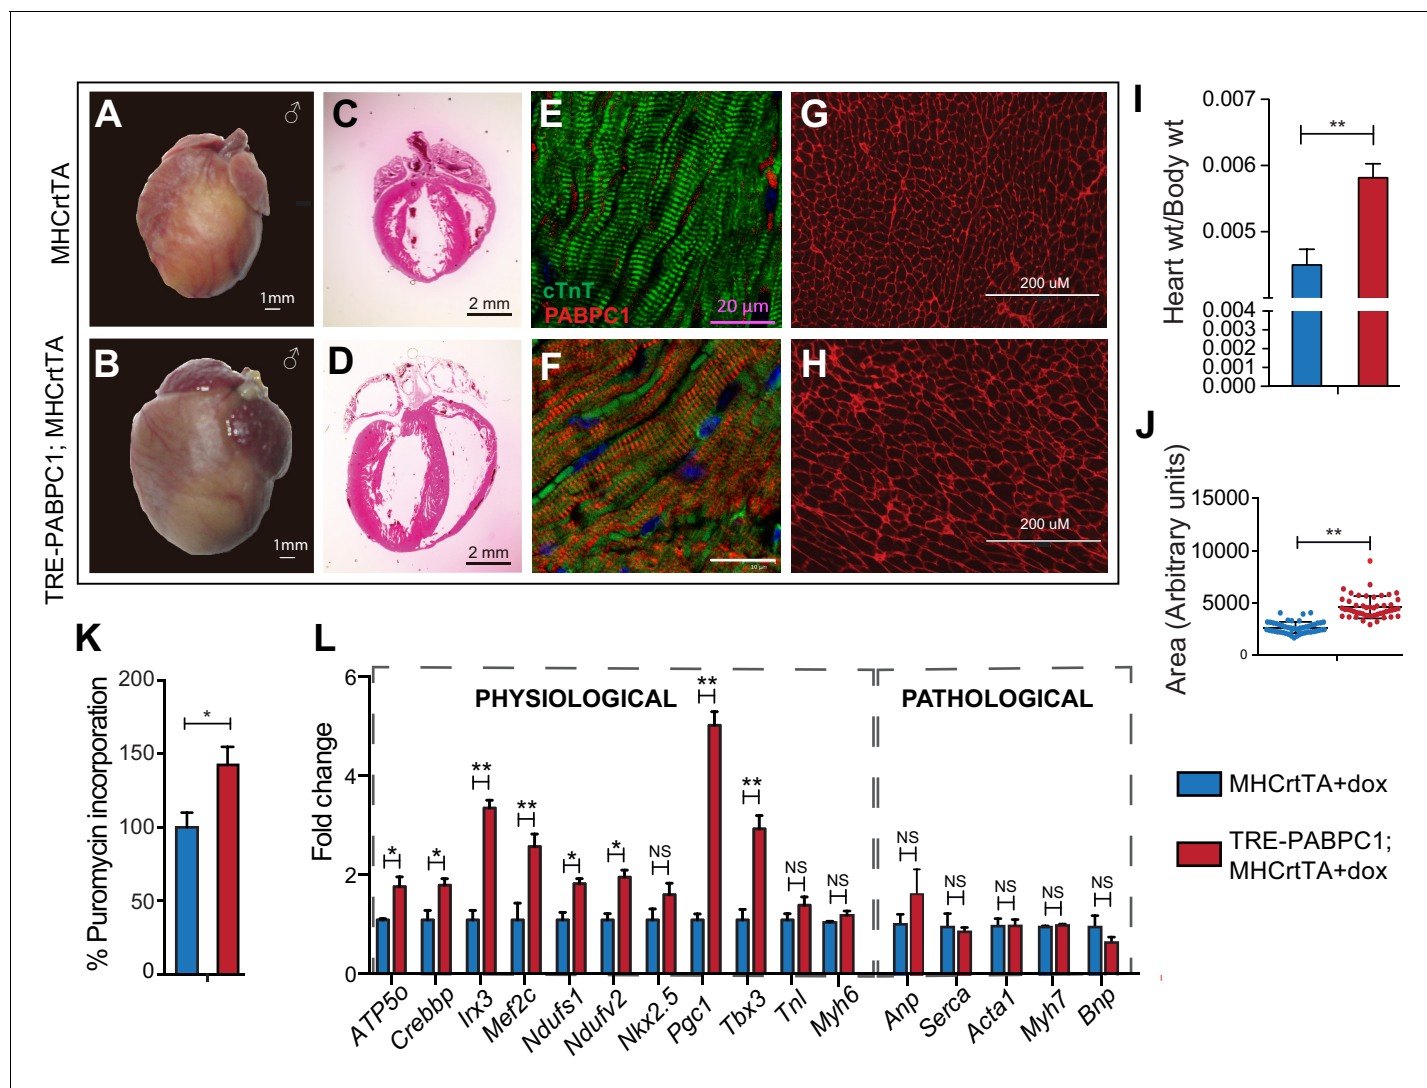 MHCrtTA
TRE-PABPC1; MHCrtTA
A
♂
1mm
B
♂
1mm
C
2 mm
D
2 mm
E
cTnT
PABPC1
20 µm
F
10 µm
G
200 uM
H
200 uM
I
Heart wt/Body wt
0.007
0.006
0.005
0.004
0.003
0.002
0.001
0.000
**
J
Area (Arbitrary units)
15000
10000
5000
0
**
K
% Puromycin incorporation
200
150
100
50
0
*
L
Fold change
6
4
2
0
PHYSIOLOGICAL
PATHOLOGICAL
* * ** ** * * NS ** ** NS NS NS NS NS NS NS
ATP5o
Crebbp
Irx3
Mef2c
Ndufs1
Ndufv2
Nkx2.5
Pgc1
Tbx3
TnI
Myh6
Anp
Serca
Acta1
Myh7
Bnp
MHCrtTA+dox
TRE-PABPC1;
MHCrtTA+dox